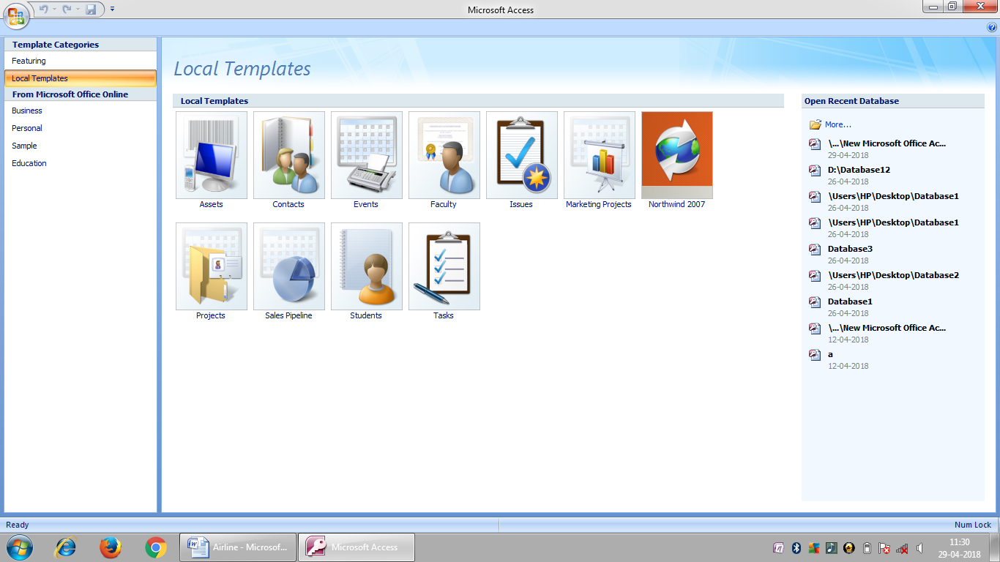 Microsoft Access
Template Categories
Featuring
Local Templates
From Microsoft Office Online
Business
Personal
Sample
Education
Local Templates
Local Templates
Assets
Contacts
Events
Faculty
Issues
Marketing Projects
Northwind 2007
Projects
Sales Pipeline
Students
Tasks
Open Recent Database
More...
\...\New Microsoft Office Ac...
29-04-2018
D:\Database12
26-04-2018
\Users\HP\Desktop\Database1
26-04-2018
\Users\HP\Desktop\Database1
26-04-2018
Database3
26-04-2018
\Users\HP\Desktop\Database2
26-04-2018
Database1
26-04-2018
\...\New Microsoft Office Ac...
12-04-2018
a
12-04-2018
Ready
Num Lock
Airline - Microsof...
Microsoft Access
11:30
29-04-2018